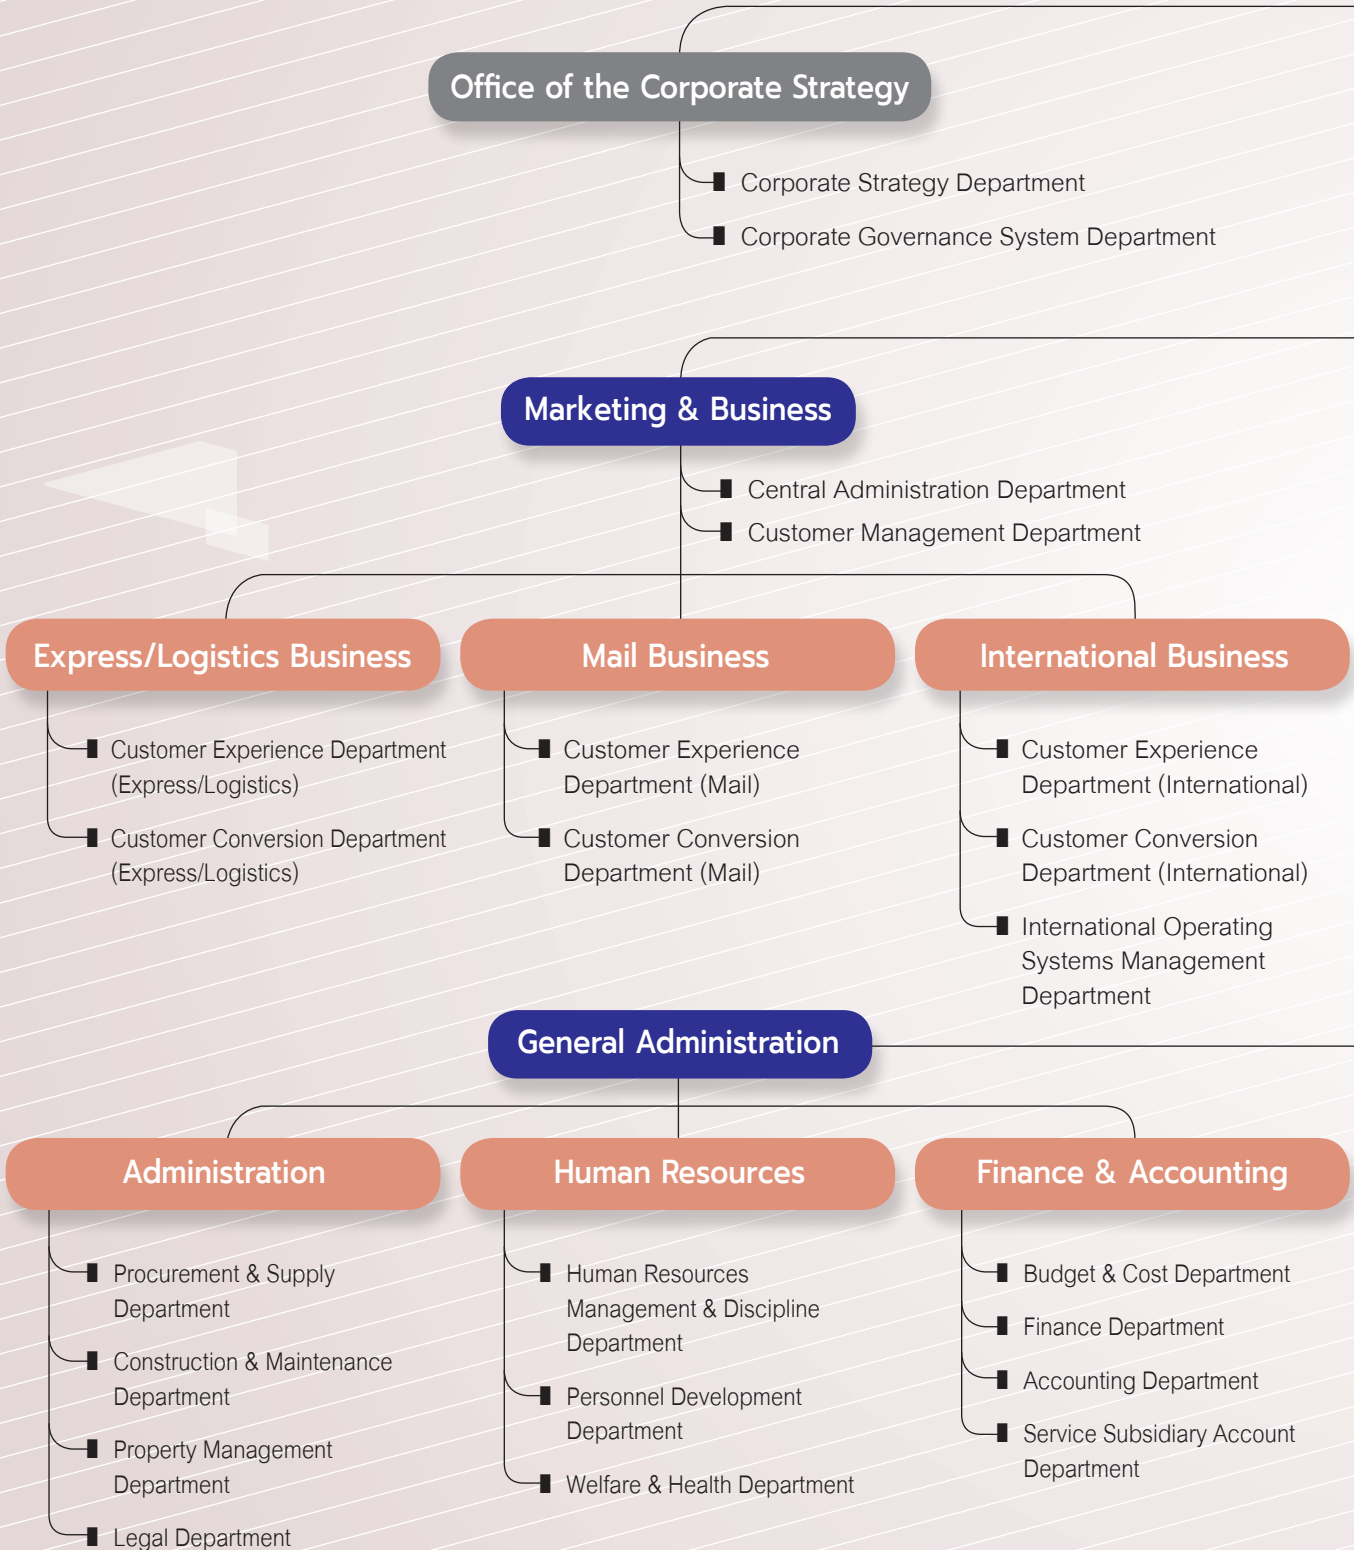 Office of the Corporate Strategy
Corporate Strategy Department
Corporate Governance System Department
Marketing & Business
Central Administration Department
Customer Management Department
Express/Logistics Business
Customer Experience Department
(Express/Logistics)
Customer Conversion Department
(Express/Logistics)
Mail Business
Customer Experience
Department (Mail)
Customer Conversion
Department (Mail)
International Business
Customer Experience
Department (International)
Customer Conversion
Department (International)
International Operating
Systems Management
Department
General Administration
Administration
Procurement & Supply
Department
Construction & Maintenance
Department
Property Management
Department
Legal Department
Human Resources
Human Resources
Management & Discipline
Department
Personnel Development
Department
Welfare & Health Department
Finance & Accounting
Budget & Cost Department
Finance Department
Accounting Department
Service Subsidiary Account
Department